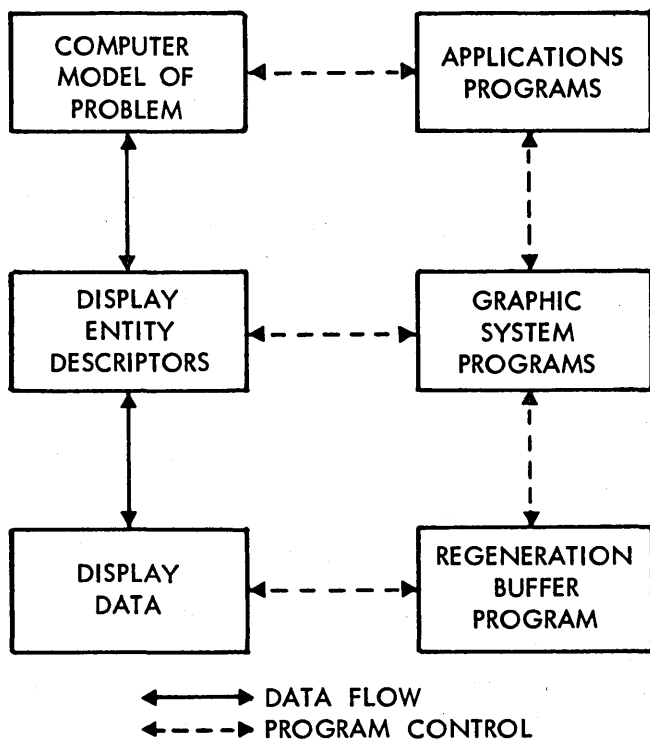 COMPUTER
MODEL OF
PROBLEM
APPLICATIONS
PROGRAMS
DISPLAY
ENTITY
DESCRIPTORS
GRAPHIC
SYSTEM
PROGRAMS
DISPLAY
DATA
REGENERATION
BUFFER
PROGRAM
DATA FLOW
PROGRAM CONTROL